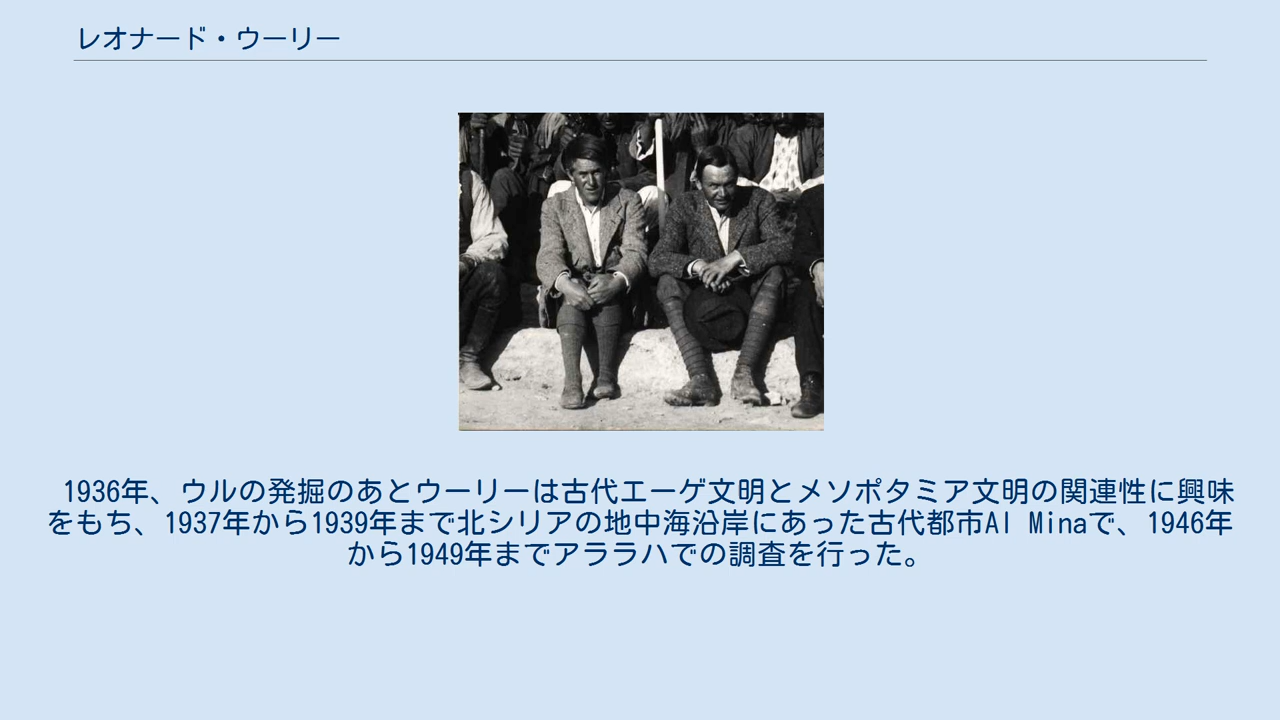 レオナード・ウーリー
1936年、ウルの発掘のあとウーリーは古代エーゲ文明とメソポタミア文明の関連性に興味
をもち、1937年から1939年まで北シリアの地中海沿岸にあった古代都市Al Minaで、1946年
から1949年までアララハでの調査を行った。